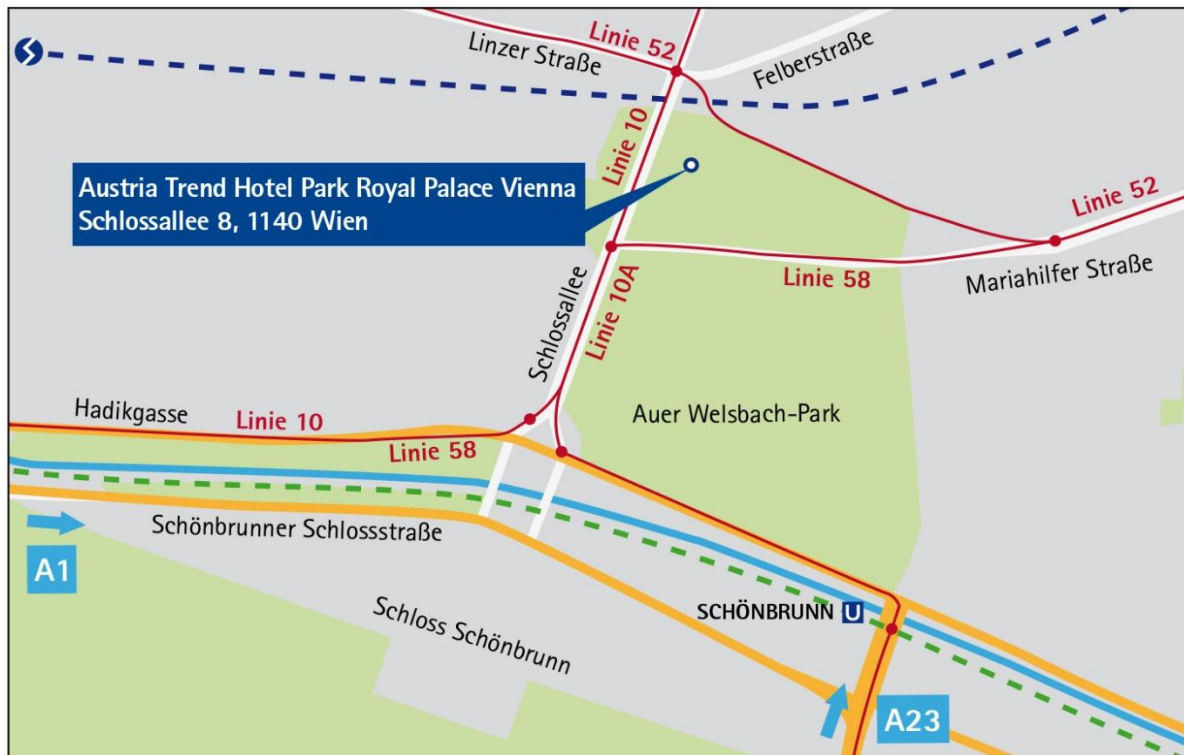 Linie 52
Linzer Straße
Felberstraße
Linie 10
Austria Trend Hotel Park Royal Palace Vienna
Schlossallee 8, 1140 Wien
Linie 52
Mariahilfer Straße
Linie 58
Linie 10A
Schlossallee
Hadikgasse
Linie 10
Linie 58
Auer Welsbach-Park
Schönbrunner Schlossstraße
A1
SCHÖNBRUNN U
Schloss Schönbrunn
A23